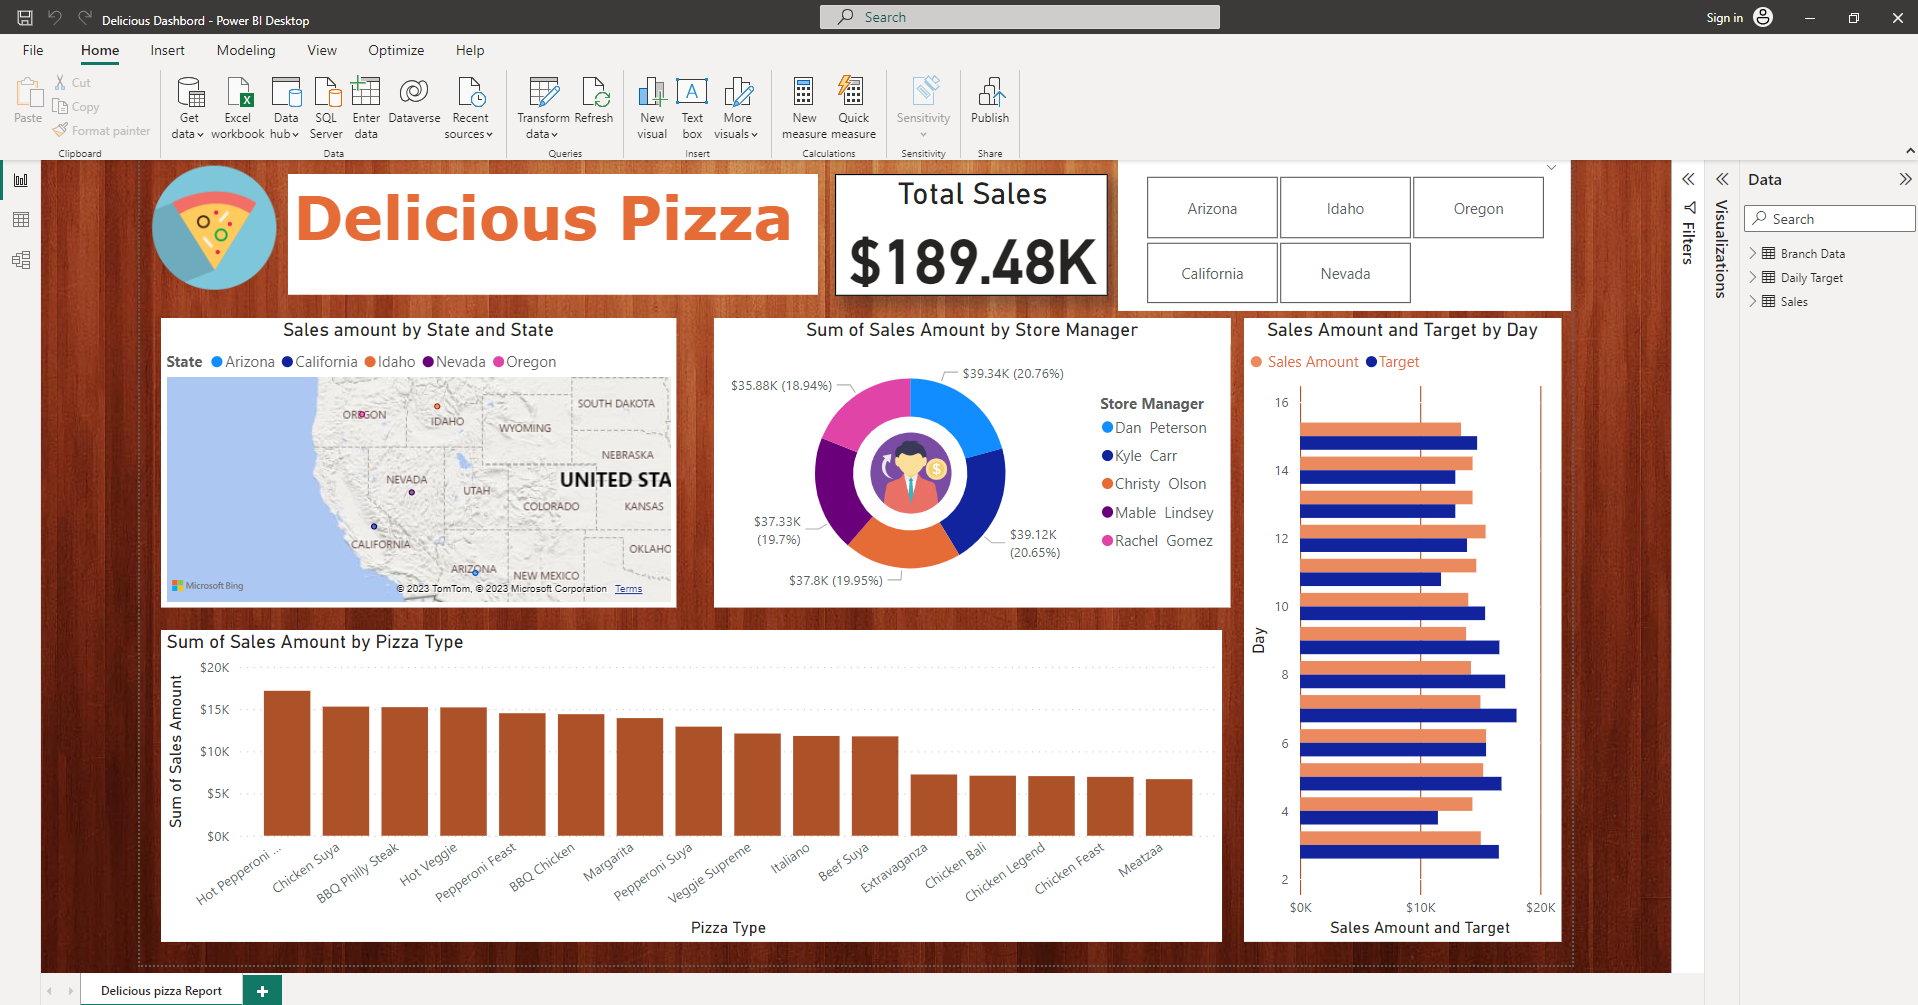 Delicious Dashbord - Power BI Desktop
Search
Sign in
File Home Insert Modeling View Optimize Help
Paste
Cut
Copy
Format painter
Clipboard
Get data
Excel workbook
Data hub
SQL Server
Enter data
Dataverse
Recent sources
Data
Transform data
Refresh
Queries
New visual
Text box
More visuals
Insert
New measure
Quick measure
Calculations
Sensitivity
Sensitivity
Publish
Share
Delicious Pizza
Total Sales
$189.48K
Arizona Idaho Oregon
California Nevada
Sales amount by State and State
State Arizona California Idaho Nevada Oregon
OREGON
IDAHO
SOUTH DAKOTA
WYOMING
NEBRASKA
NEVADA
UTAH
UNITED STA
COLORADO
KANSAS
CALIFORNIA
OKLAHO
ARIZONA
NEW MEXICO
Microsoft Bing
© 2023 TomTom, © 2023 Microsoft Corporation Terms
Sum of Sales Amount by Store Manager
$39.34K (20.76%)
$35.88K (18.94%)
$37.33K
(19.7%)
$39.12K
(20.65%)
$37.8K (19.95%)
Store Manager
Dan Peterson
Kyle Carr
Christy Olson
Mable Lindsey
Rachel Gomez
Sales Amount and Target by Day
Sales Amount Target
16
14
12
10
8
6
4
2
Day
$0K $10K $20K
Sales Amount and Target
Sum of Sales Amount by Pizza Type
Sum of Sales Amount
$20K
$15K
$10K
$5K
$0K
Hot Pepperoni ...
Chicken Suya
BBQ Philly Steak
Hot Veggie
Pepperoni Feast
BBQ Chicken
Margarita
Pepperoni Suya
Veggie Supreme
Italiano
Beef Suya
Extravaganza
Chicken Bali
Chicken Legend
Chicken Feast
Meatzaa
Pizza Type
Filters
Visualizations
Data
Search
Branch Data
Daily Target
Sales
Delicious pizza Report